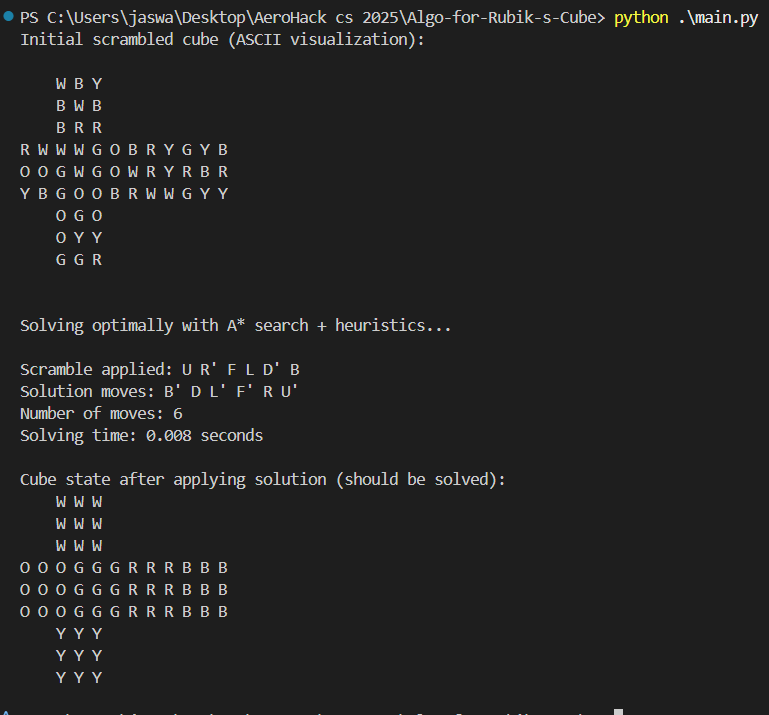 PS C:\Users\jaswa\Desktop\AeroHack cs 2025\Algo-for-Rubik-s-Cube> python .\main.py
Initial scrambled cube (ASCII visualization):
W B Y
B W B
B R R
R W W W G O B R Y G Y B
O O G W G O W R Y R B R
Y B G O O B R W W G Y Y
O G O
O Y Y
G G R
Solving optimally with A* search + heuristics...
Scramble applied: U R' F L D' B
Solution moves: B' D L' F' R U'
Number of moves: 6
Solving time: 0.008 seconds
Cube state after applying solution (should be solved):
W W W
W W W
W W W
O O O G G G R R R B B B
O O O G G G R R R B B B
O O O G G G R R R B B B
Y Y Y
Y Y Y
Y Y Y